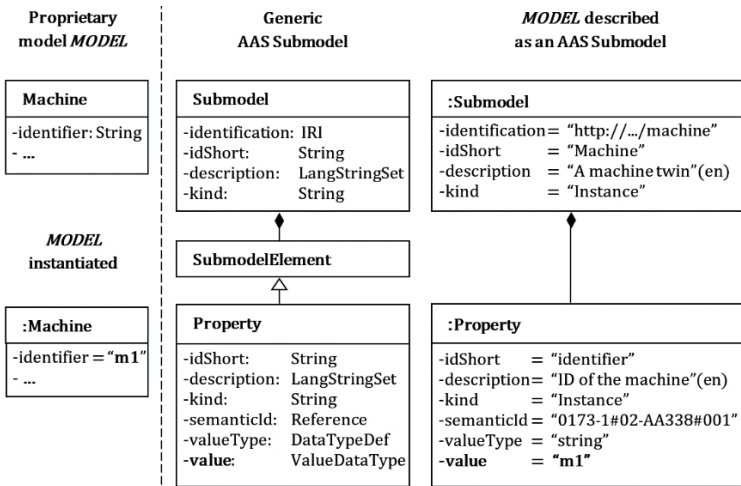 Proprietary
model MODEL
Machine
-identifier: String
- ...
MODEL
instantiated
:Machine
-identifier = “m1”
- ...
Generic
AAS Submodel
Submodel
-identification: IRI
-idShort: String
-description: LangStringSet
-kind: String
SubmodelElement
Property
-idShort: String
-description: LangStringSet
-kind: String
-semanticId: Reference
-valueType: DataTypeDef
-value: ValueDataType
MODEL described
as an AAS Submodel
:Submodel
-identification = “http://.../machine”
-idShort = “Machine”
-description = “A machine twin”(en)
-kind = “Instance”
:Property
-idShort = “identifier”
-description= “ID of the machine”(en)
-kind = “Instance”
-semanticId = “0173-1#02-AA338#001”
-valueType = “string”
-value = “m1”